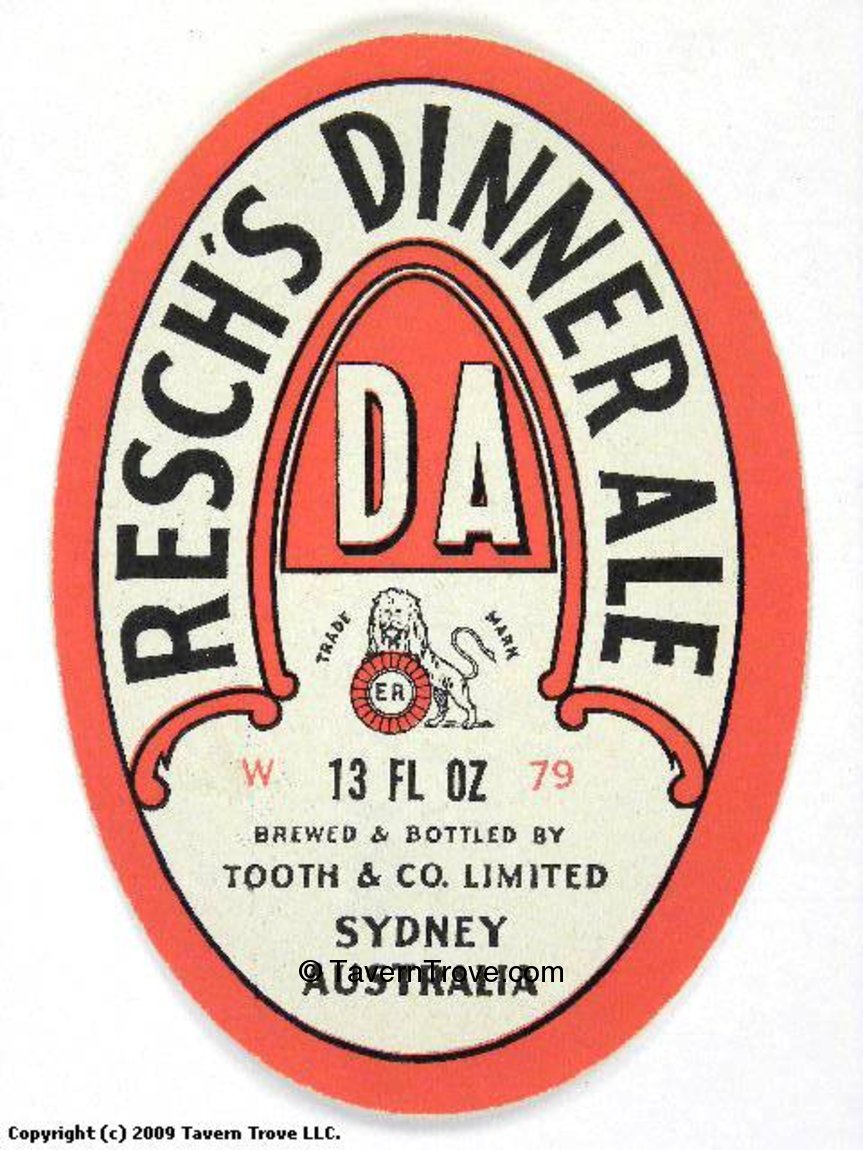 RESCH'S DINNER ALE
DA
TRADE MARK
ER
W 13 FL OZ 79
BREWED & BOTTLED BY
TOOTH & CO. LIMITED
SYDNEY
AUSTRALIA
© TavernTrove.com
Copyright (c) 2009 Tavern Trove LLC.